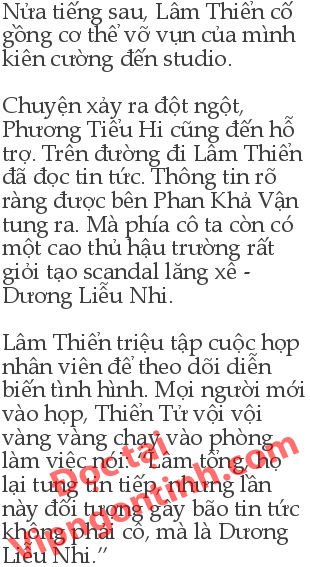 Nửa tiếng sau, Lâm Thiển cố
gồng cơ thể vỡ vụn của mình
kiên cường đến studio.
Chuyện xảy ra đột ngột,
Phương Tiểu Hi cũng đến hỗ
trợ. Trên đường đi Lâm Thiển
đã đọc tin tức. Thông tin rõ
ràng được bên Phan Khả Vận
tung ra. Mà phía cô ta còn có
một cao thủ hậu trường rất
giỏi tạo scandal lăng xê -
Dương Liễu Nhi.
Lâm Thiển triệu tập cuộc họp
nhân viên để theo dõi diễn
biến tình hình. Mọi người mới
vào họp, Thiển Tử vội vội
vàng vàng chạy vào phòng
làm việc nói: “Lâm tổng, họ
lại tung tin tiếp, nhưng lần
này đối tượng gây bão tin tức
không phải cô, mà là Dương
Liễu Nhi.”
Đọc tại
Vipngontinh.com